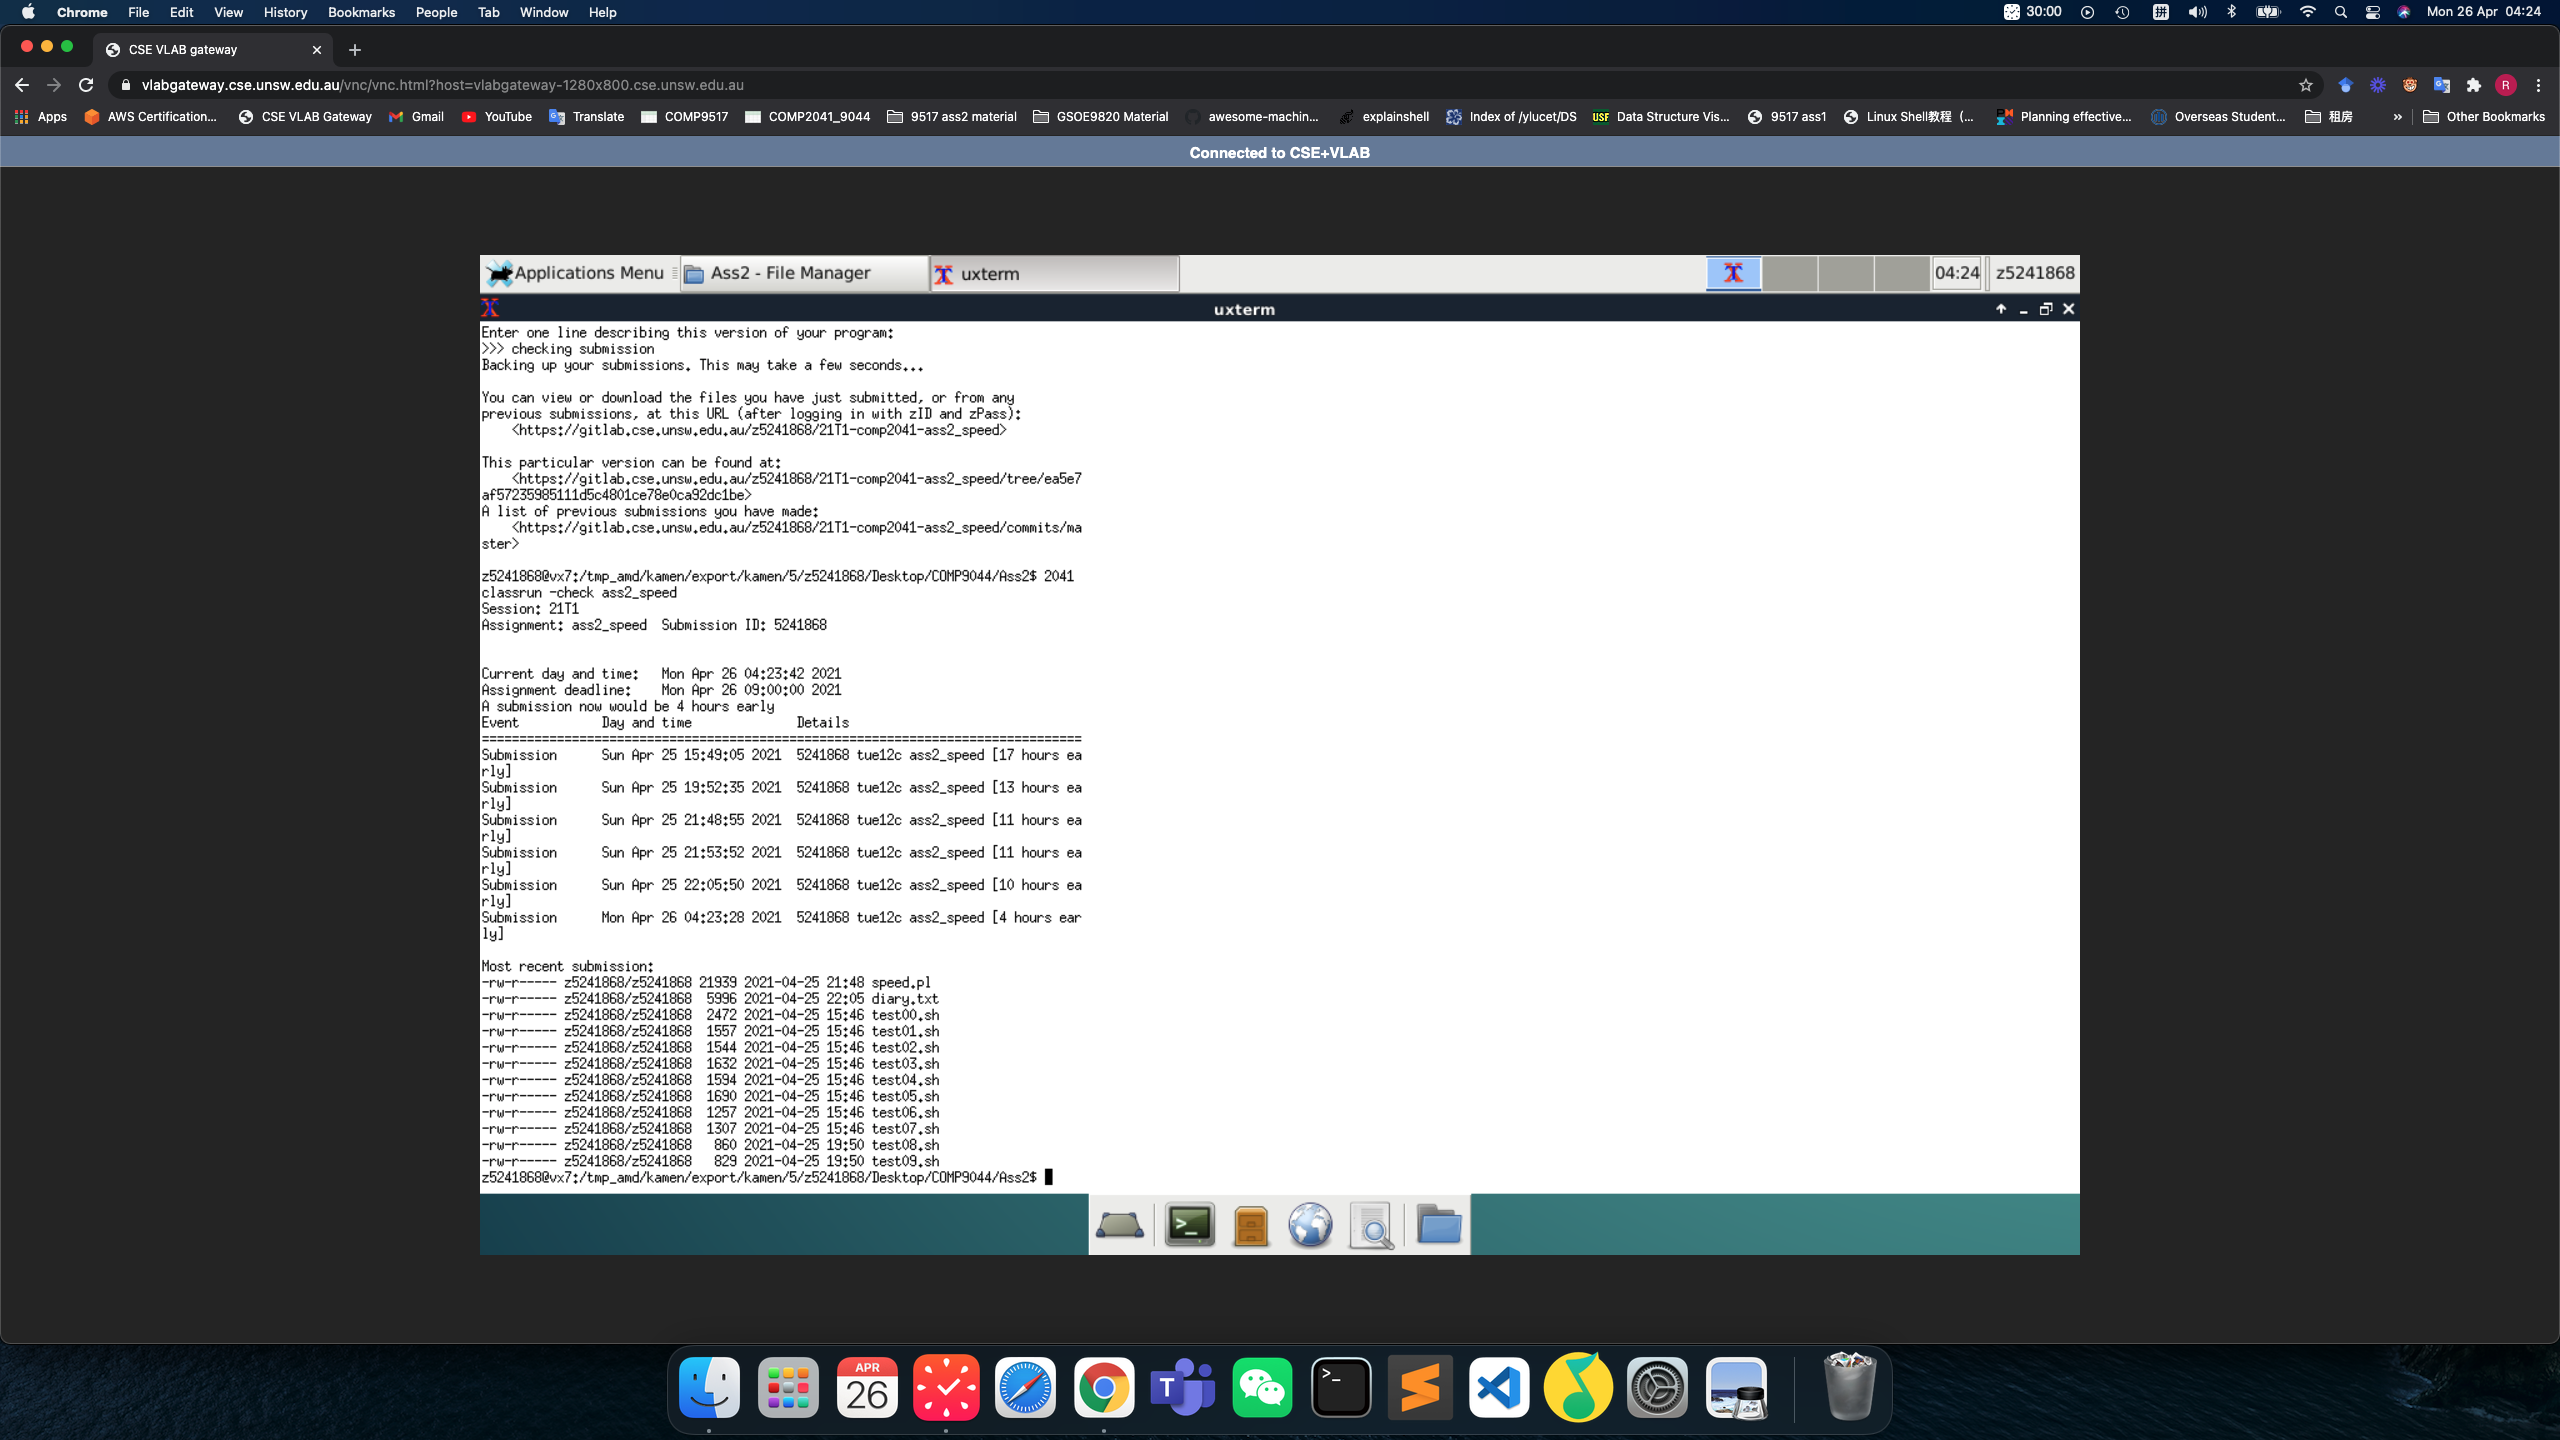 Chrome File Edit View History Bookmarks People Tab Window Help 30:00 拼 Mon 26 Apr 04:24
CSE VLAB gateway
vlabgateway.cse.unsw.edu.au/vnc/vnc.html?host=vlabgateway-1280x800.cse.unsw.edu.au R
Apps AWS Certification... CSE VLAB Gateway Gmail YouTube Translate COMP9517 COMP2041_9044 9517 ass2 material GSOE9820 Material awesome-machin... explainshell Index of /ylucet/DS USF Data Structure Vis... 9517 ass1 Linux Shell教程 (... Planning effective... Overseas Student... 租房 » Other Bookmarks
Connected to CSE+VLAB
Applications Menu Ass2 - File Manager uxterm 04:24 z5241868
uxterm
Enter one line describing this version of your program:
>>> checking submission
Backing up your submissions. This may take a few seconds...
You can view or download the files you have just submitted, or from any
previous submissions, at this URL (after logging in with zID and zPass):
<https://gitlab.cse.unsw.edu.au/z5241868/21T1-comp2041-ass2_speed>
This particular version can be found at:
<https://gitlab.cse.unsw.edu.au/z5241868/21T1-comp2041-ass2_speed/tree/ea5e7
af57235985111d5c4801ce78e0ca92dc1be>
A list of previous submissions you have made:
<https://gitlab.cse.unsw.edu.au/z5241868/21T1-comp2041-ass2_speed/commits/ma
ster>
z5241868@vx7:/tmp_amd/kamen/export/kamen/5/z5241868/Desktop/COMP9044/Ass2$ 2041
classrun -check ass2_speed
Session: 21T1
Assignment: ass2_speed Submission ID: 5241868
Current day and time: Mon Apr 26 04:23:42 2021
Assignment deadline: Mon Apr 26 09:00:00 2021
A submission now would be 4 hours early
Event Day and time Details
================================================================================
Submission Sun Apr 25 15:49:05 2021 5241868 tue12c ass2_speed [17 hours ea
rly]
Submission Sun Apr 25 19:52:35 2021 5241868 tue12c ass2_speed [13 hours ea
rly]
Submission Sun Apr 25 21:48:55 2021 5241868 tue12c ass2_speed [11 hours ea
rly]
Submission Sun Apr 25 21:53:52 2021 5241868 tue12c ass2_speed [11 hours ea
rly]
Submission Sun Apr 25 22:05:50 2021 5241868 tue12c ass2_speed [10 hours ea
rly]
Submission Mon Apr 26 04:23:28 2021 5241868 tue12c ass2_speed [4 hours ear
ly]
Most recent submission:
-rw-r----- z5241868/z5241868 21939 2021-04-25 21:48 speed.pl
-rw-r----- z5241868/z5241868 5996 2021-04-25 22:05 diary.txt
-rw-r----- z5241868/z5241868 2472 2021-04-25 15:46 test00.sh
-rw-r----- z5241868/z5241868 1557 2021-04-25 15:46 test01.sh
-rw-r----- z5241868/z5241868 1544 2021-04-25 15:46 test02.sh
-rw-r----- z5241868/z5241868 1632 2021-04-25 15:46 test03.sh
-rw-r----- z5241868/z5241868 1594 2021-04-25 15:46 test04.sh
-rw-r----- z5241868/z5241868 1690 2021-04-25 15:46 test05.sh
-rw-r----- z5241868/z5241868 1257 2021-04-25 15:46 test06.sh
-rw-r----- z5241868/z5241868 1307 2021-04-25 15:46 test07.sh
-rw-r----- z5241868/z5241868 860 2021-04-25 19:50 test08.sh
-rw-r----- z5241868/z5241868 829 2021-04-25 19:50 test09.sh
z5241868@vx7:/tmp_amd/kamen/export/kamen/5/z5241868/Desktop/COMP9044/Ass2$
APR
26
T